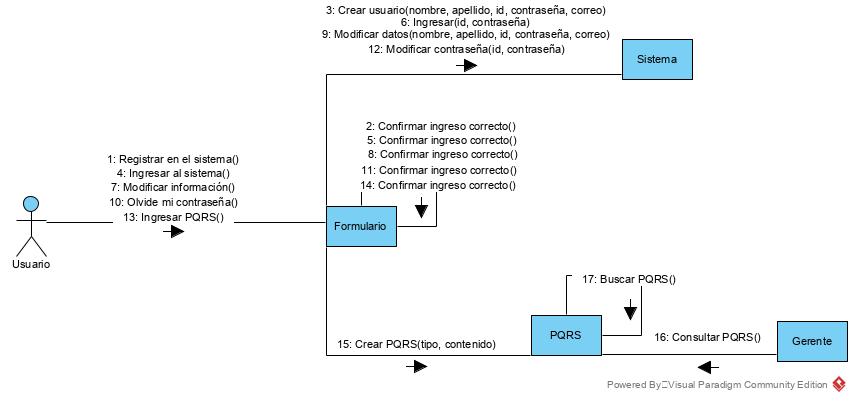 3: Crear usuario(nombre, apellido, id, contraseña, correo)
6: Ingresar(id, contraseña)
9: Modificar datos(nombre, apellido, id, contraseña, correo)
12: Modificar contraseña(id, contraseña)
Sistema
2: Confirmar ingreso correcto()
5: Confirmar ingreso correcto()
8: Confirmar ingreso correcto()
11: Confirmar ingreso correcto()
14: Confirmar ingreso correcto()
1: Registrar en el sistema()
4: Ingresar al sistema()
7: Modificar información()
10: Olvide mi contraseña()
13: Ingresar PQRS()
Usuario
Formulario
17: Buscar PQRS()
15: Crear PQRS(tipo, contenido)
PQRS
16: Consultar PQRS()
Gerente
Powered By Visual Paradigm Community Edition